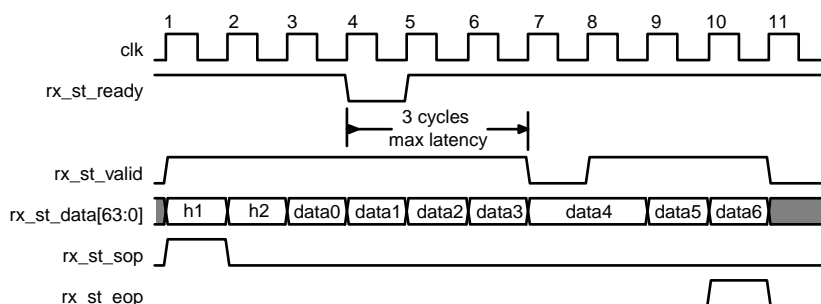 1 2 3 4 5 6 7 8 9 10 11
clk
rx_st_ready
3 cycles
max latency
rx_st_valid
rx_st_data[63:0] h1 h2 data0 data1 data2 data3 data4 data5 data6
rx_st_sop
rx_st_eop